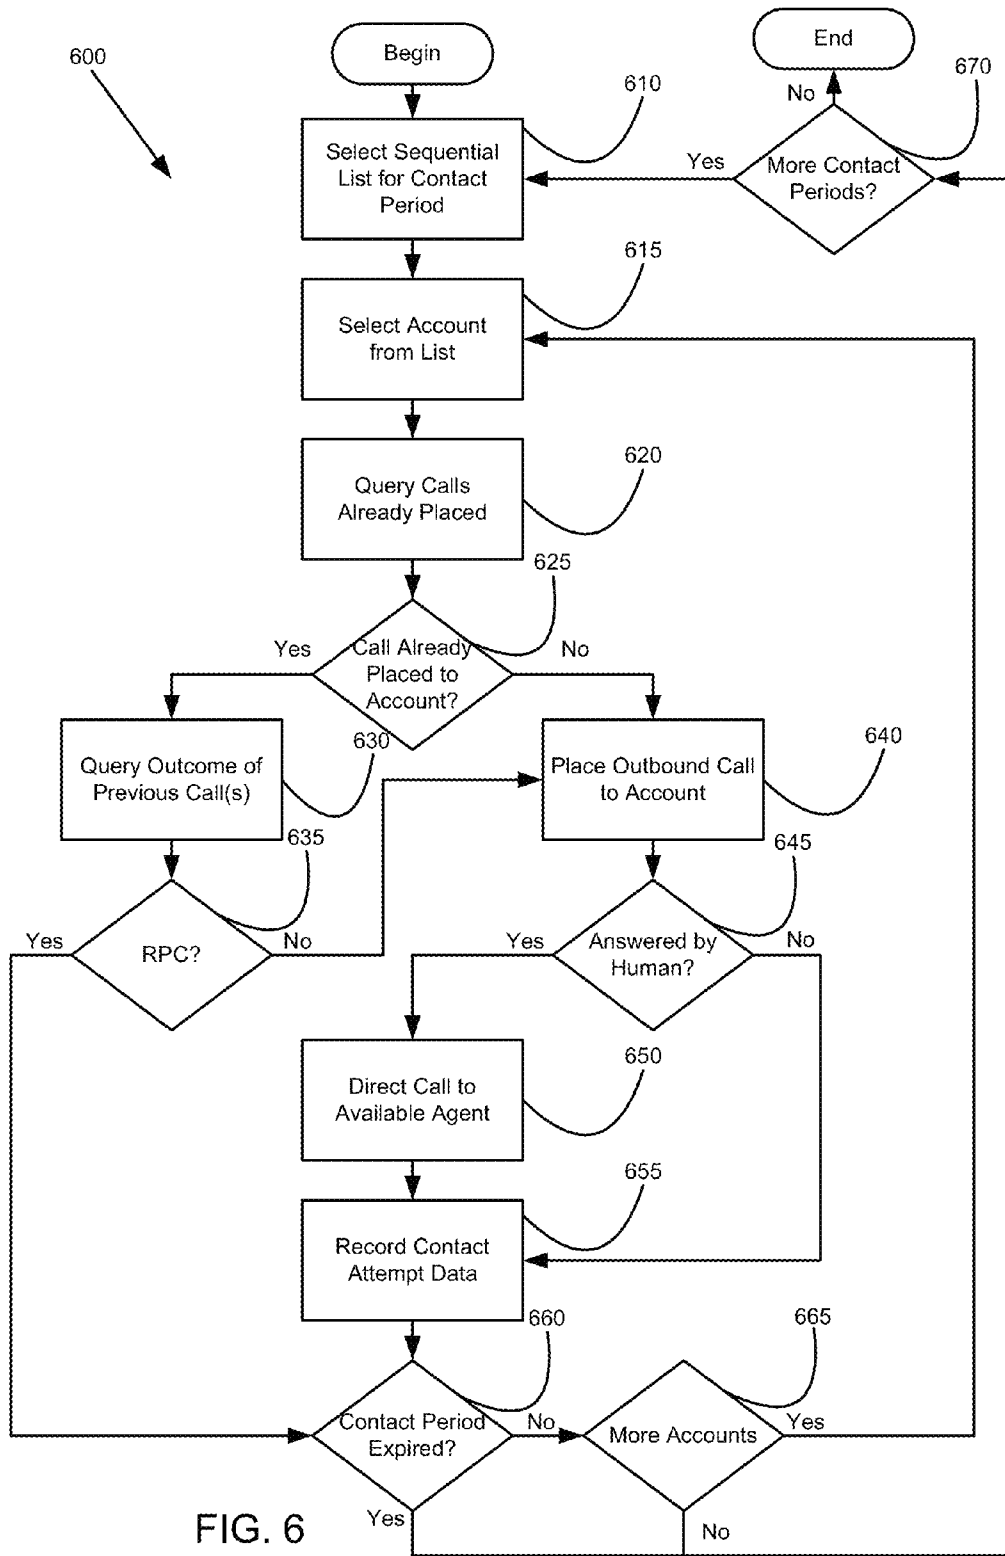 600
Begin
End
610
670
No
Select Sequential
List for Contact
Period
Yes
More Contact
Periods?
615
Select Account
from List
620
Query Calls
Already Placed
625
Yes
Call Already
Placed to
Account?
No
630
640
Query Outcome of
Previous Call(s)
Place Outbound Call
to Account
635
645
Yes
RPC?
No
Yes
Answered by
Human?
No
650
Direct Call to
Available Agent
655
Record Contact
Attempt Data
660
665
Contact Period
Expired?
No
More Accounts
Yes
Yes
No
FIG. 6